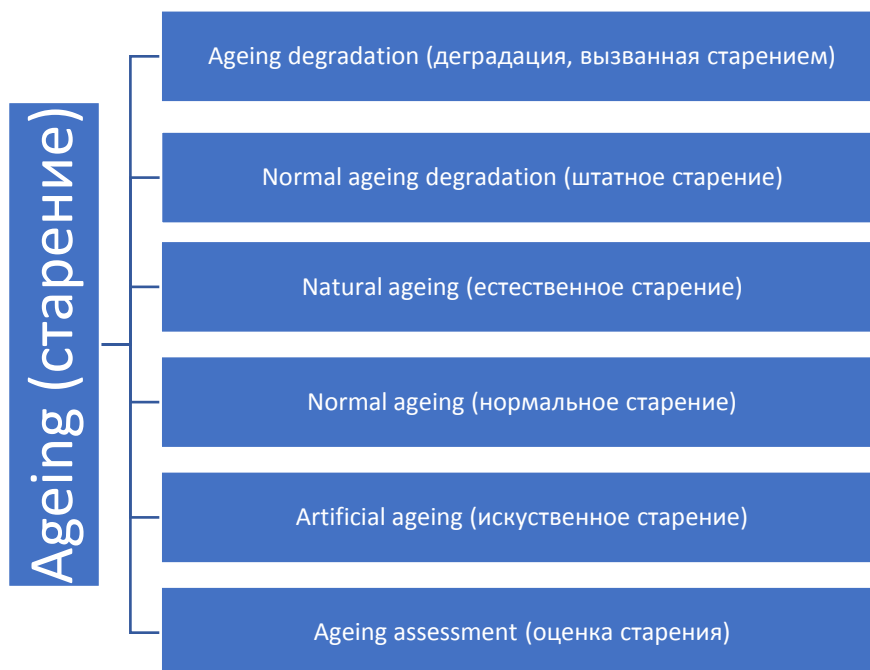 Ageing (старение)
Ageing degradation (деградация, вызванная старением)
Normal ageing degradation (штатное старение)
Natural ageing (естественное старение)
Normal ageing (нормальное старение)
Artificial ageing (искуственное старение)
Ageing assessment (оценка старения)